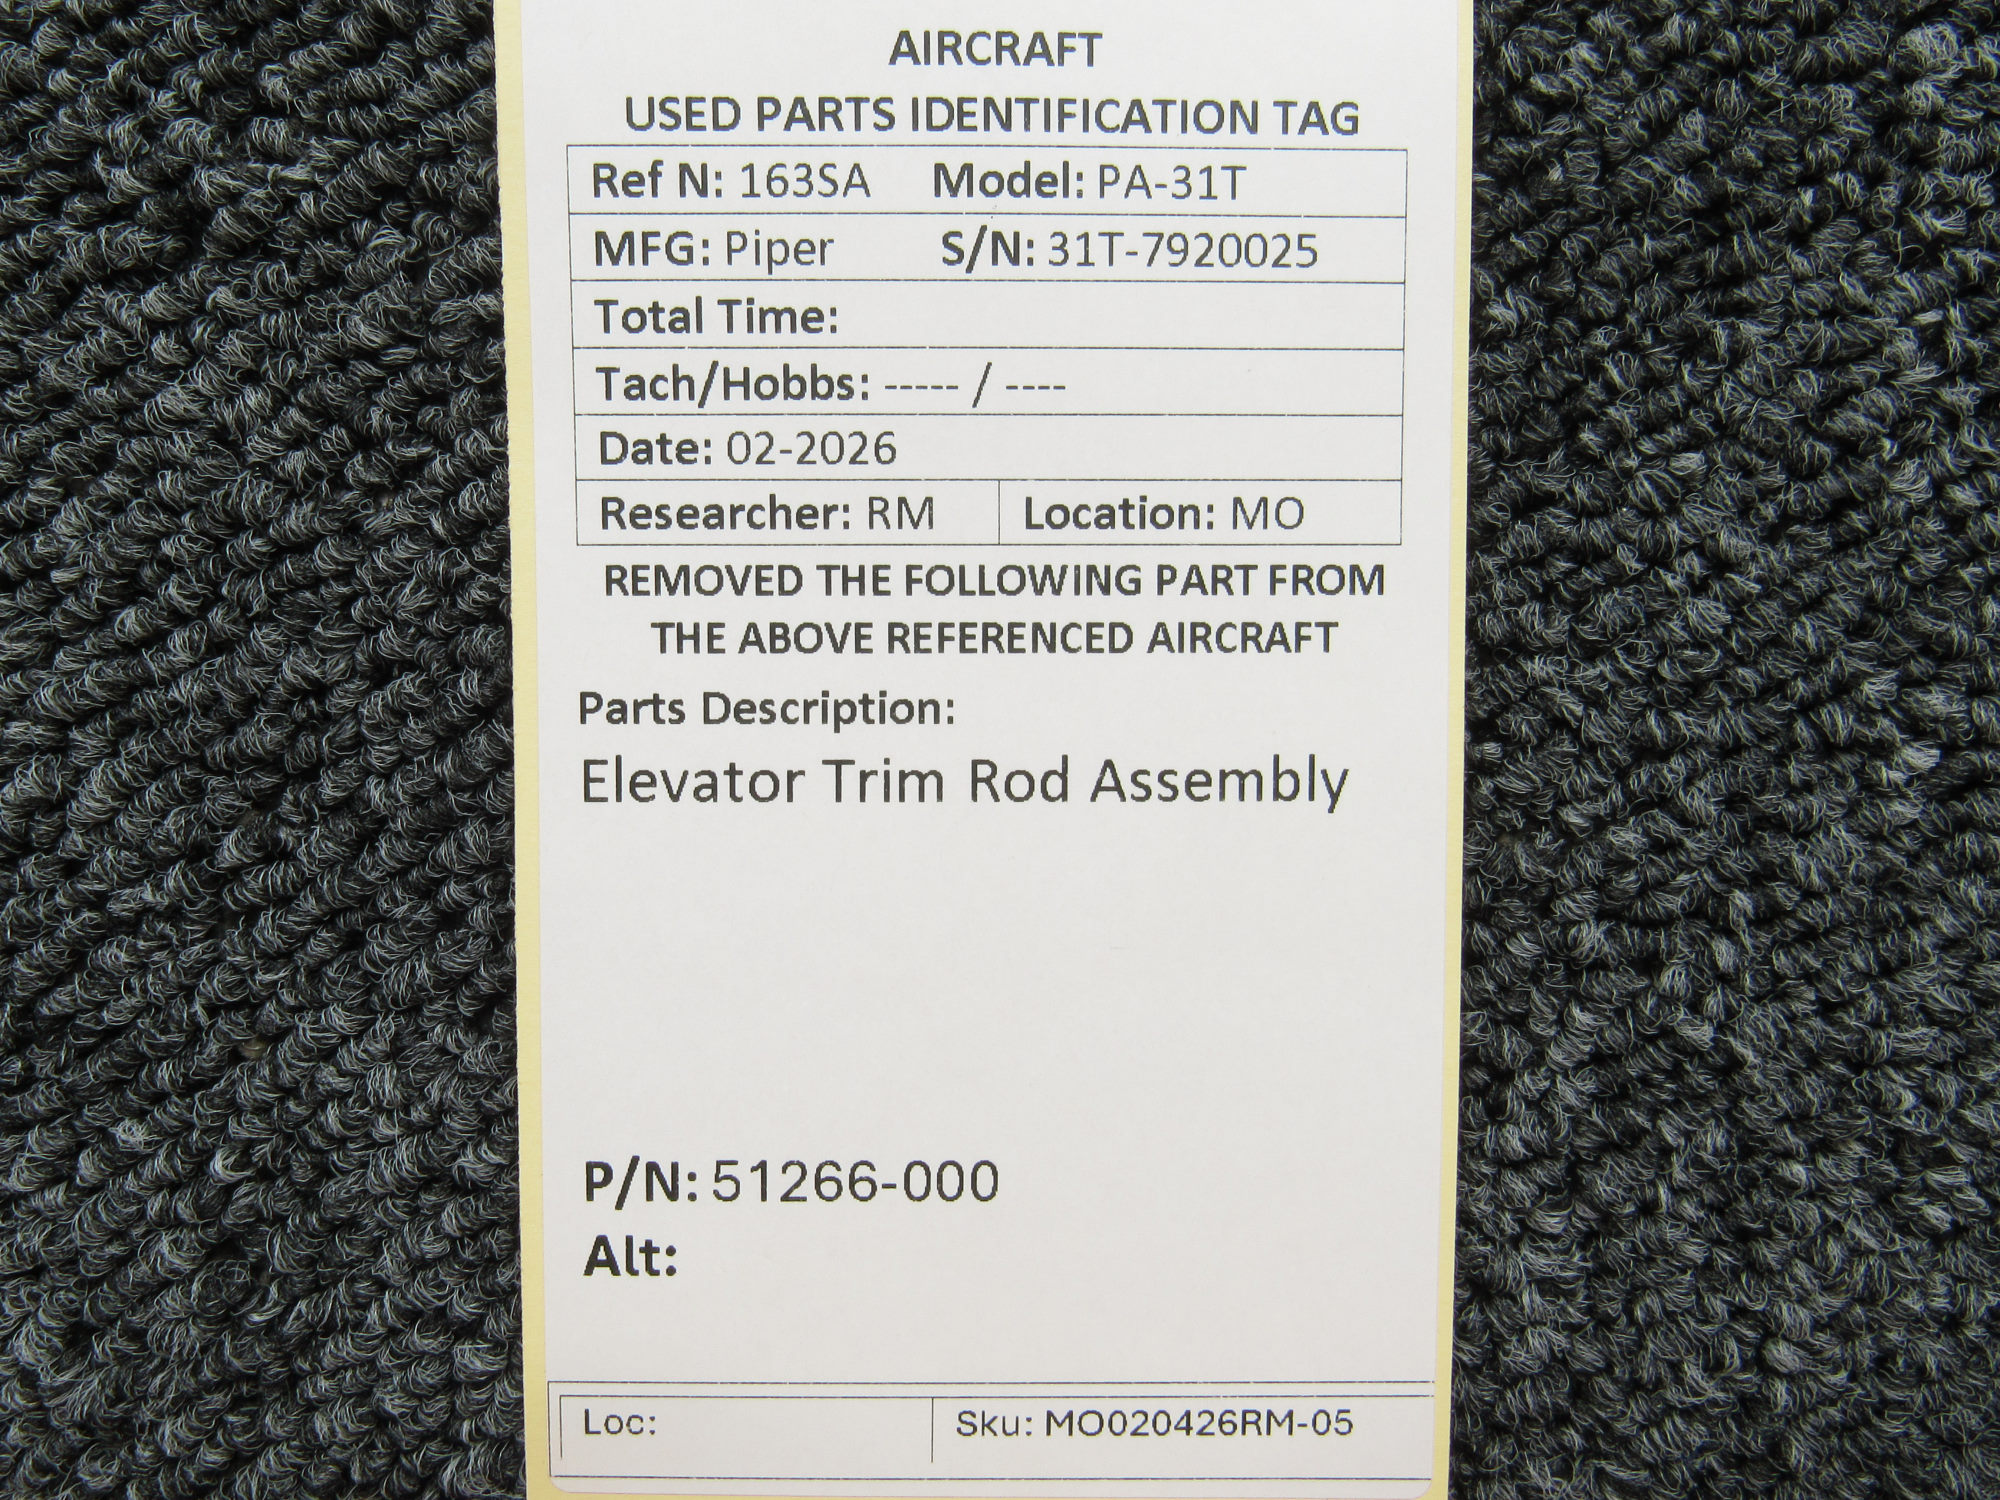 AIRCRAFT
USED PARTS IDENTIFICATION TAG
Ref N: 163SA Model: PA-31T
MFG: Piper S/N: 31T-7920025
Total Time:
Tach/Hobbs: ----- / ----
Date: 02-2026
Researcher: RM Location: MO
REMOVED THE FOLLOWING PART FROM
THE ABOVE REFERENCED AIRCRAFT
Parts Description:
Elevator Trim Rod Assembly
P/N: 51266-000
Alt:
Loc: Sku: MO020426RM-05